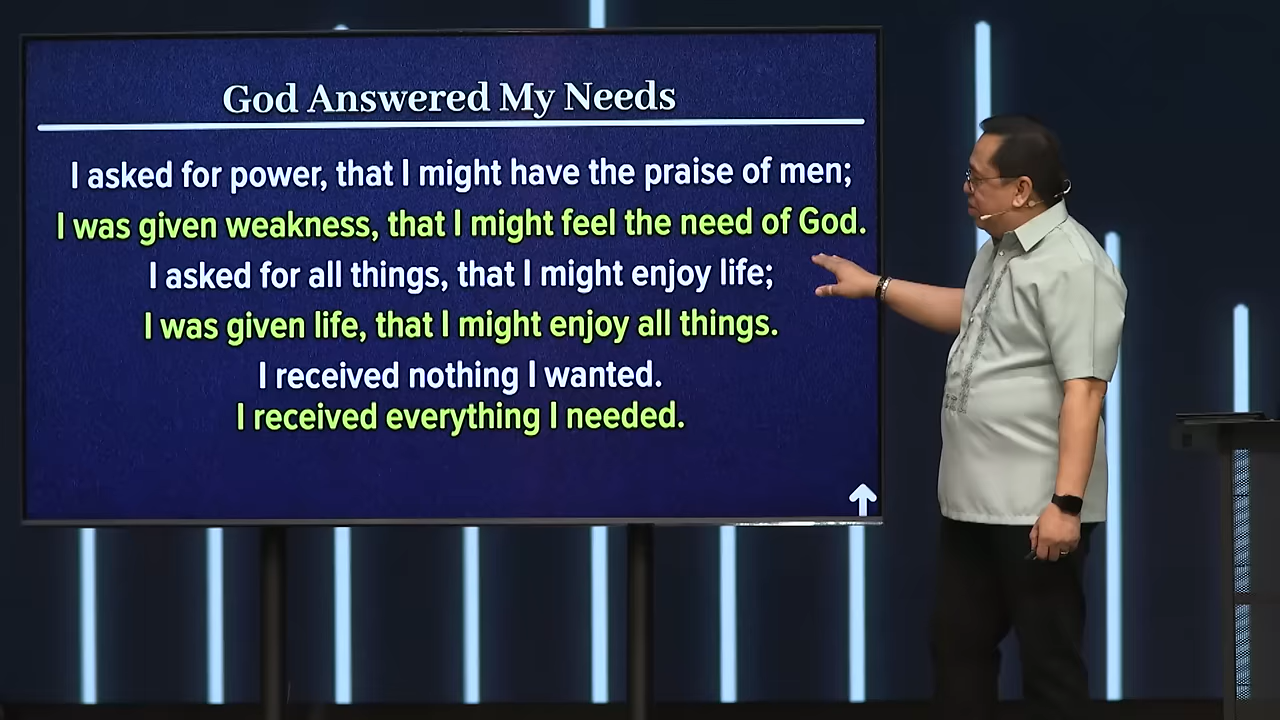 God Answered My Needs
I asked for power, that I might have the praise of men;
I was given weakness, that I might feel the need of God.
I asked for all things, that I might enjoy life;
I was given life, that I might enjoy all things.
I received nothing I wanted.
I received everything I needed.